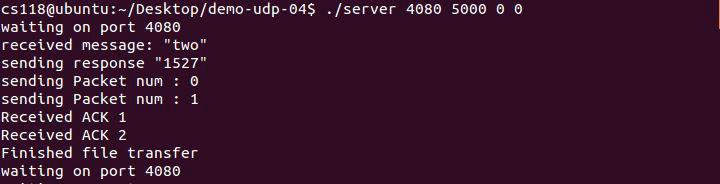 cs118@ubuntu:~/Desktop/demo-udp-04$ ./server 4080 5000 0 0
waiting on port 4080
received message: "two"
sending response "1527"
sending Packet num : 0
sending Packet num : 1
Received ACK 1
Received ACK 2
Finished file transfer
waiting on port 4080